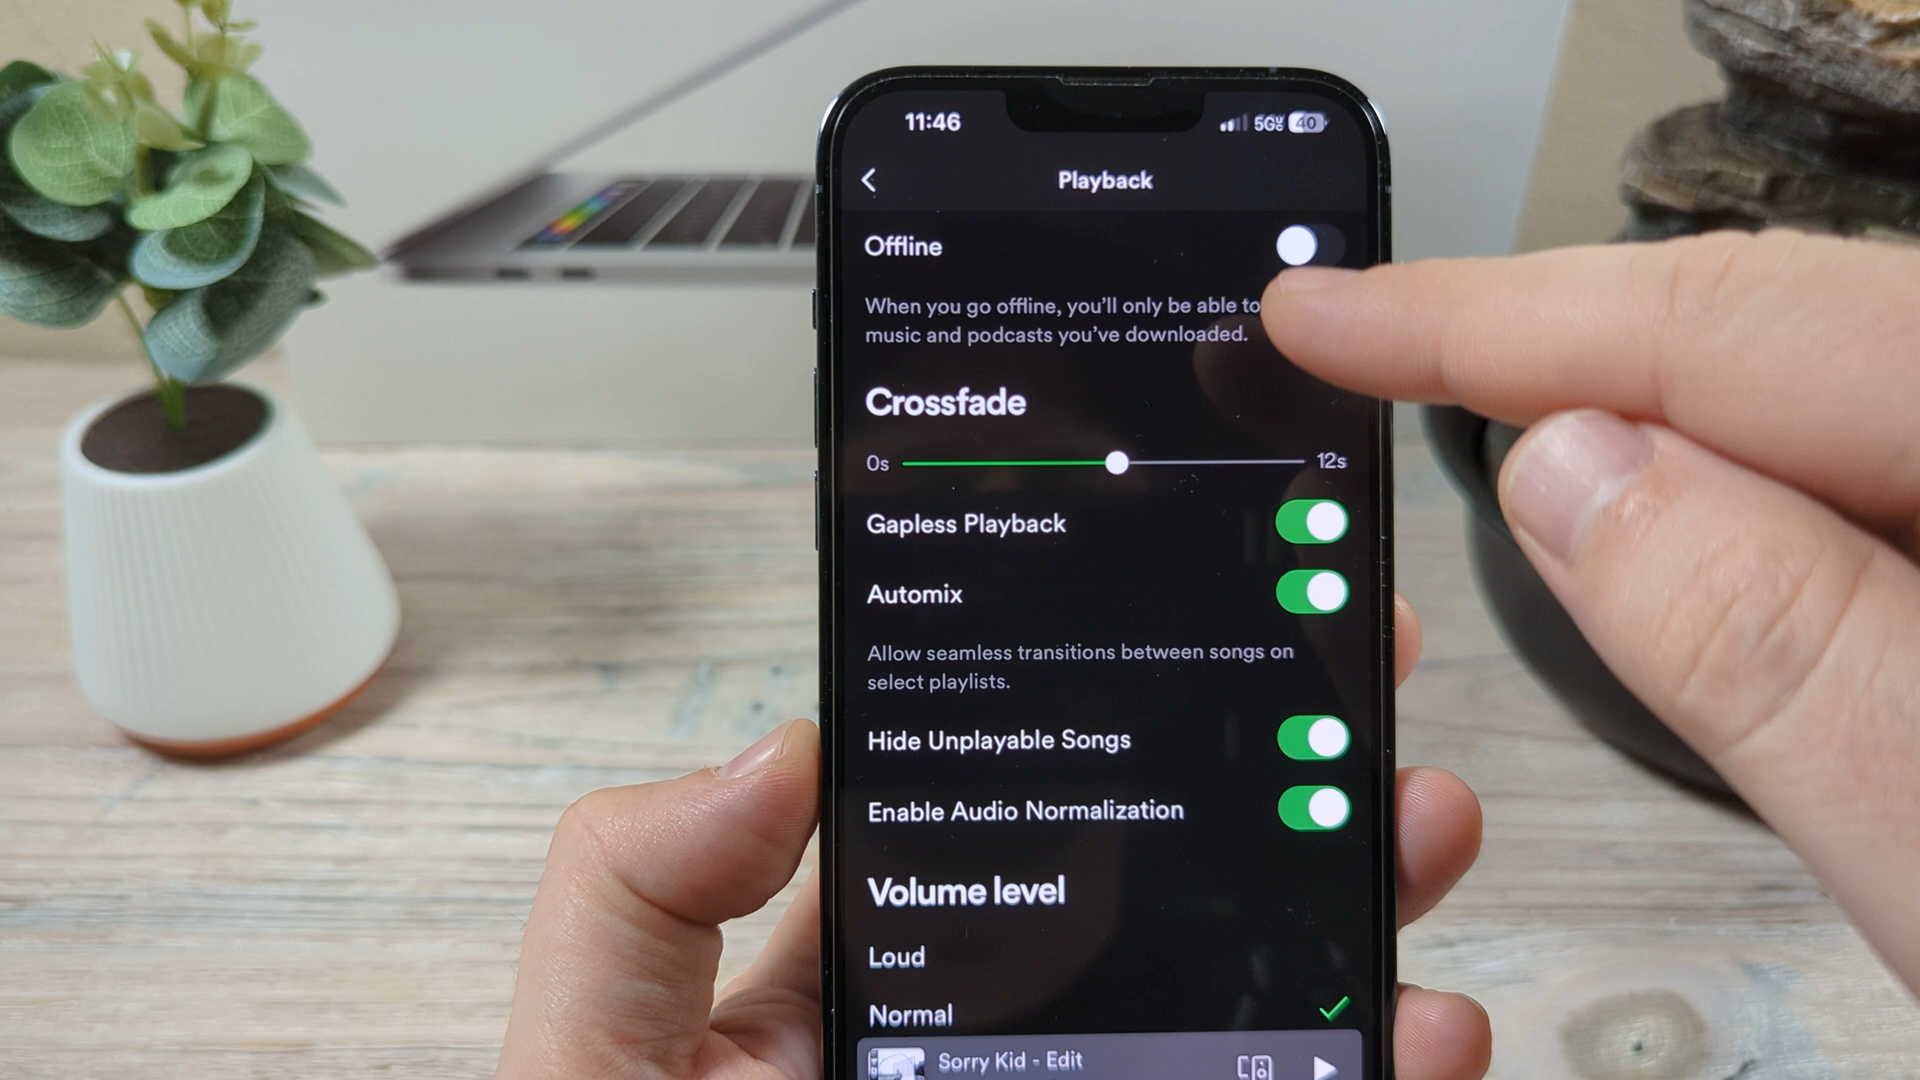 11:46 5G 40
Playback
Offline
When you go offline, you'll only be able to
music and podcasts you've downloaded.
Crossfade
0s 12s
Gapless Playback
Automix
Allow seamless transitions between songs on
select playlists.
Hide Unplayable Songs
Enable Audio Normalization
Volume level
Loud
Normal
Sorry Kid - Edit